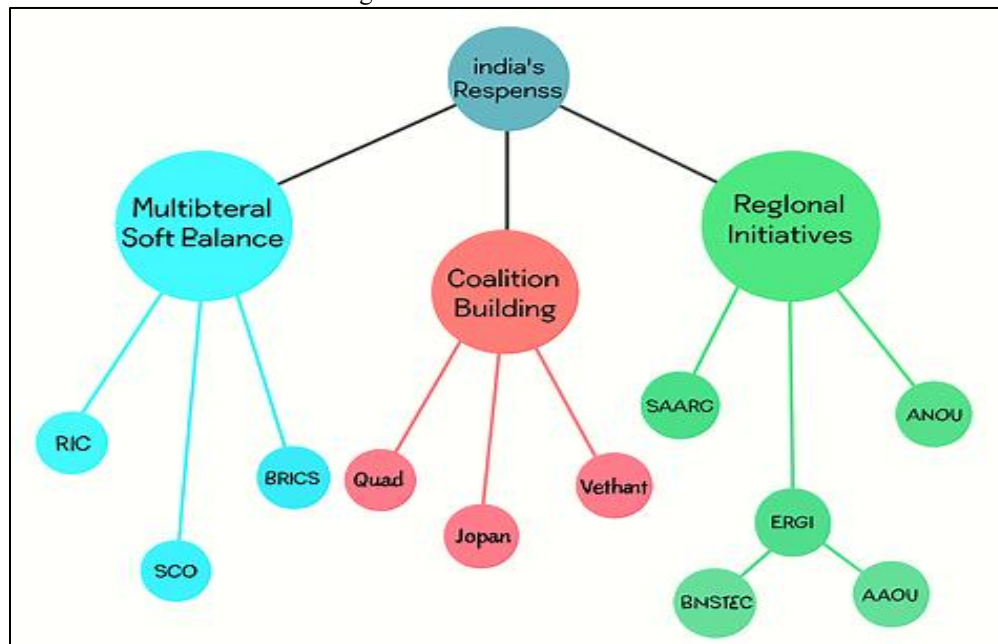 india's
Respenss
Multibteral
Soft Balance
Coalition
Building
Reglonal
Initiatives
RIC
SCO
BRICS
Quad
Jopan
Vethant
SAARC
ERGI
ANOU
BNSTEC
AAOU